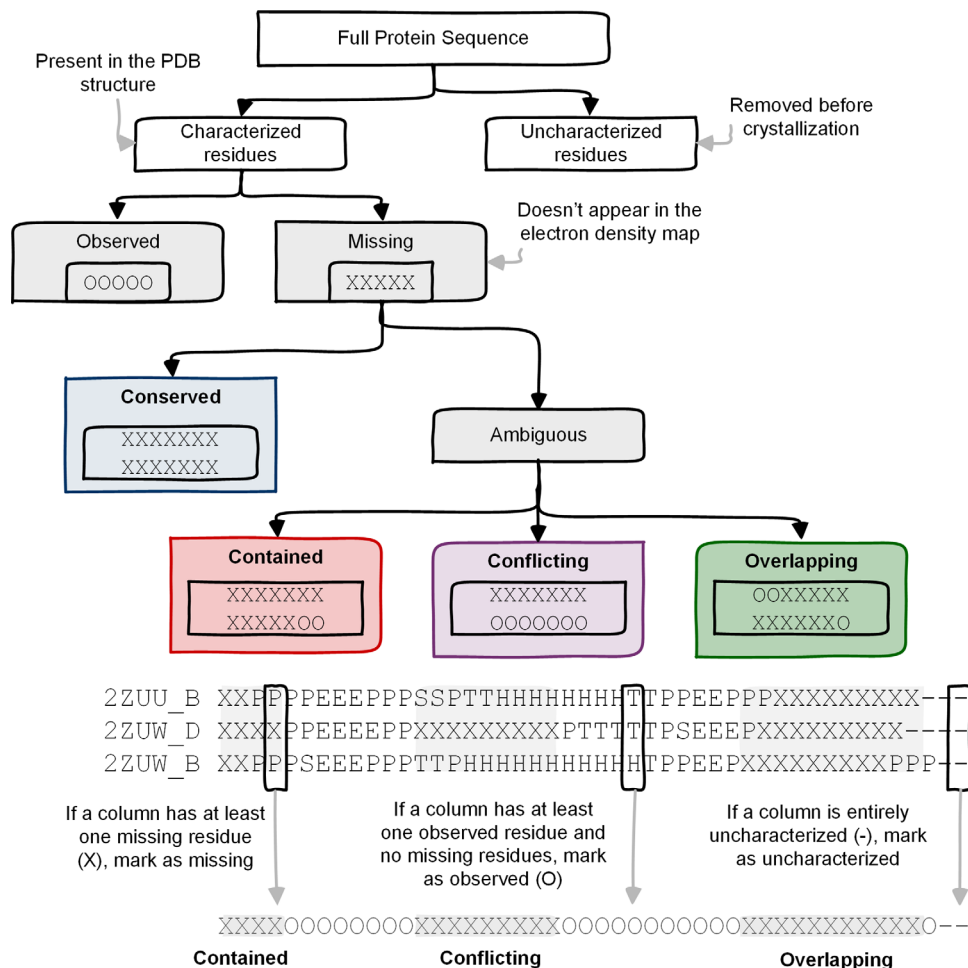 Full Protein Sequence
Present in the PDB
structure
Characterized
residues
Uncharacterized
residues
Removed before
crystallization
Observed
OOOOO
Missing
XXXXX
Doesn't appear in the
electron density map
Conserved
XXXXXXX
XXXXXXX
Ambiguous
Contained
XXXXXXX
XXXXXOO
Conflicting
XXXXXXX
OOOOOOO
Overlapping
OOXXXXX
XXXXXXO
2ZUU_B XXPPPPEEEPPPSSPTTHHHHHHHHTTPPEEPPPXXXXXXXXX---
2ZUW_D XXXXPPEEEPPPXXXXXXXXXPTTTTTPSEEEPXXXXXXXXX----
2ZUW_B XXPPPSEEEPPPTTPHHHHHHHHHHHTPPEEPXXXXXXXXXPPP--
If a column has at least
one missing residue
(X), mark as missing
If a column has at least
one observed residue and
no missing residues, mark
as observed (O)
If a column is entirely
uncharacterized (-), mark
as uncharacterized
XXXXOOOOOOOOXXXXXXXXXOOOOOOOOOOOXXXXXXXXXXXO--
Contained
Conflicting
Overlapping